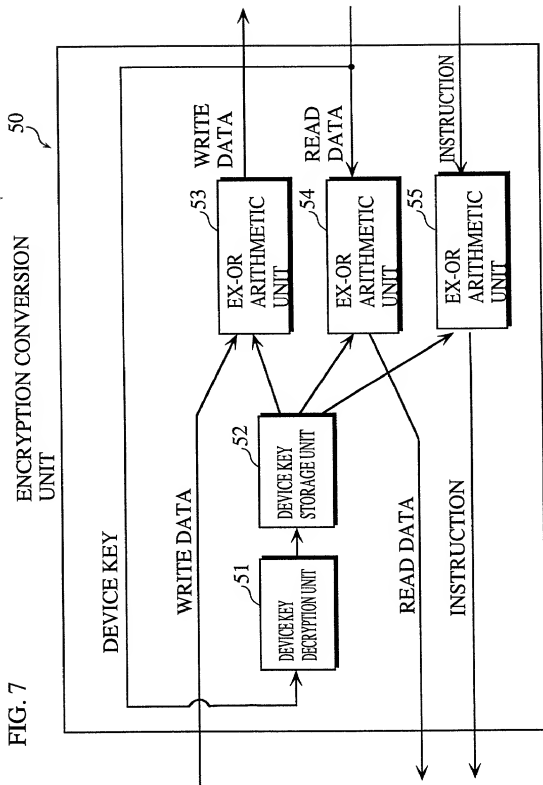 FIG. 7
ENCRYPTION CONVERSION
UNIT
50
DEVICE KEY
WRITE DATA
51
DEVICE KEY
DECRYPTION UNIT
52
DEVICE KEY
STORAGE UNIT
53
EX-OR
ARITHMETIC
UNIT
WRITE
DATA
54
EX-OR
ARITHMETIC
UNIT
READ
DATA
55
EX-OR
ARITHMETIC
UNIT
INSTRUCTION
READ DATA
INSTRUCTION